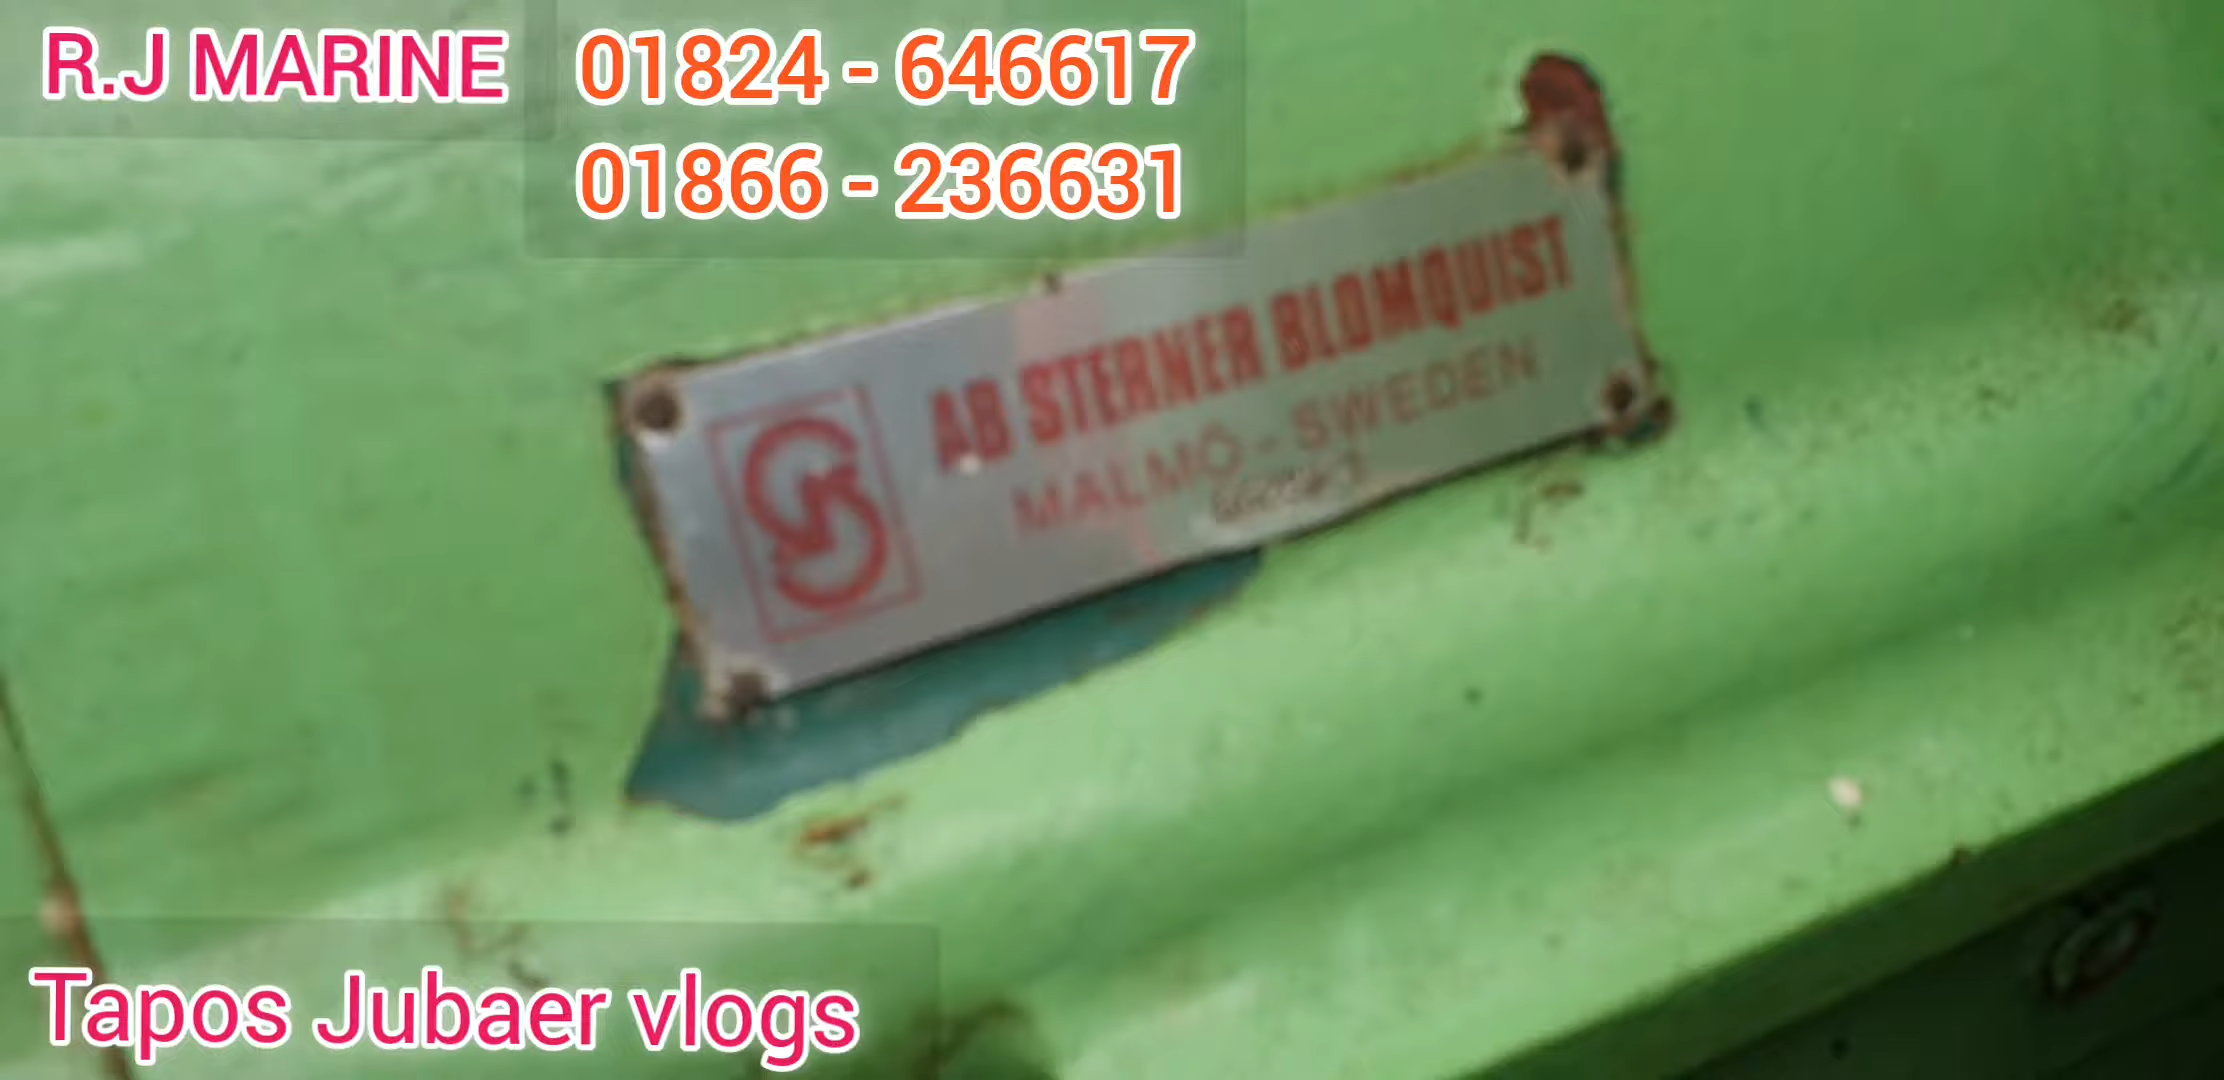 R.J MARINE
01824 - 646617
01866 - 236631
AB STERNER BLOMQUIST
MALMÖ - SWEDEN
Tapos Jubaer vlogs